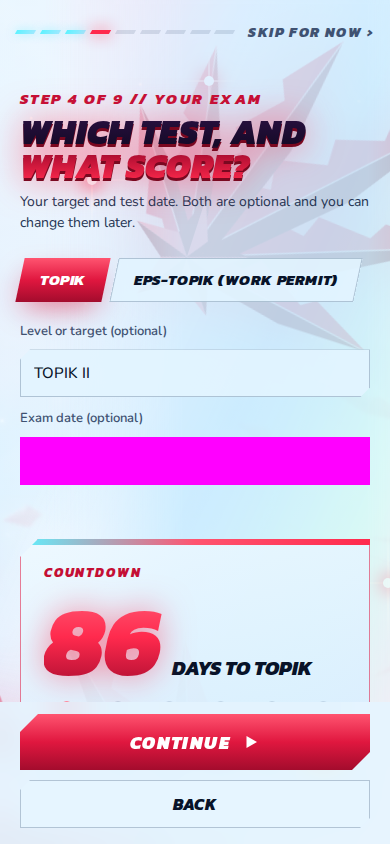 SKIP FOR NOW >
STEP 4 OF 9 // YOUR EXAM
WHICH TEST, AND
WHAT SCORE?
Your target and test date. Both are optional and you can
change them later.
TOPIK
EPS-TOPIK (WORK PERMIT)
Level or target (optional)
TOPIK II
Exam date (optional)
COUNTDOWN
86 DAYS TO TOPIK
CONTINUE
BACK